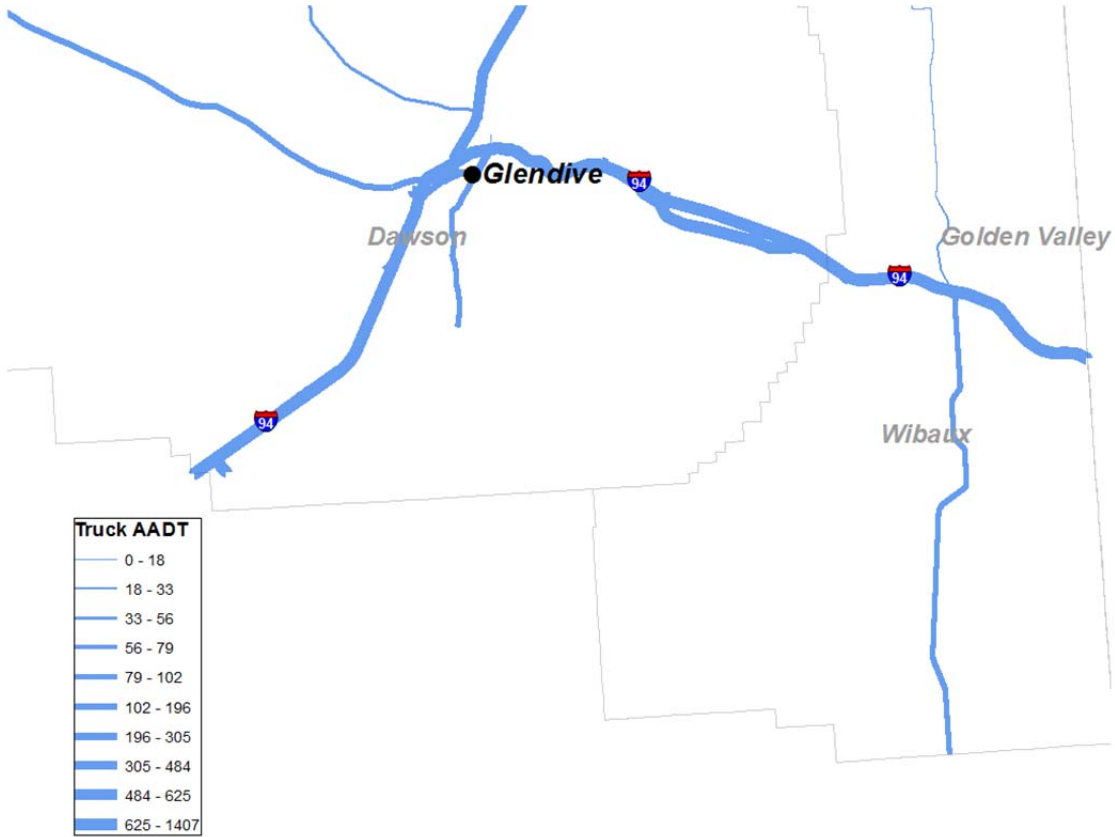 Glendive
94
Dawson
Golden Valley
94
94
Wibaux
Truck AADT
0 - 18
18 - 33
33 - 56
56 - 79
79 - 102
102 - 196
196 - 305
305 - 484
484 - 625
625 - 1407